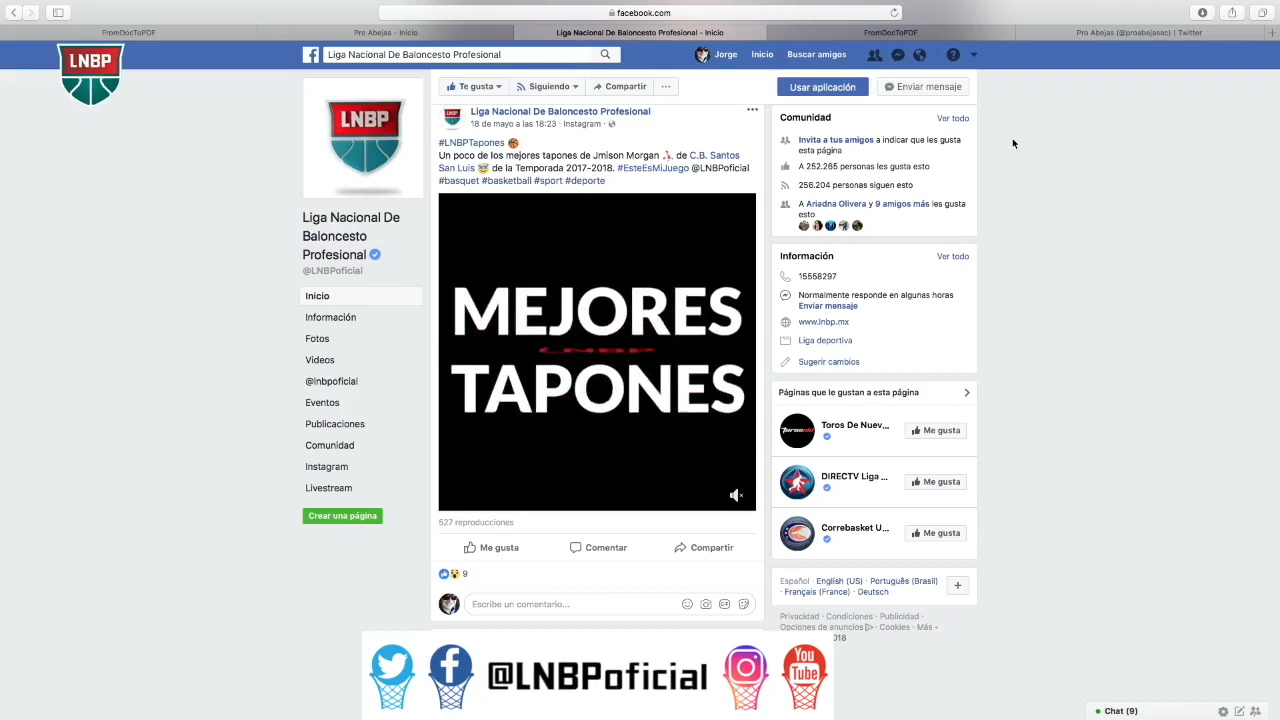 facebook.com
FromDocToPDF
Pro Abejas - Inicio
Liga Nacional De Baloncesto Profesional - Inicio
FromDocToPDF
Pro Abejas (@proabejasac) | Twitter
LNBP
Liga Nacional De Baloncesto Profesional
Jorge
Inicio
Buscar amigos
LNBP
Liga Nacional De
Baloncesto
Profesional
@LNBPoficial
Inicio
Información
Fotos
Videos
@lnbpoficial
Eventos
Publicaciones
Comunidad
Instagram
Livestream
Crear una página
Te gusta
Siguiendo
Compartir
Usar aplicación
Enviar mensaje
Liga Nacional De Baloncesto Profesional
18 de mayo a las 18:23 · Instagram ·
#LNBPTapones 🏀
Un poco de los mejores tapones de Jmison Morgan ⛹ de C.B. Santos
San Luis 😇 de la Temporada 2017-2018. #EsteEsMiJuego @LNBPoficial
#basquet #basketball #sport #deporte
MEJORES
TAPONES
527 reproducciones
Me gusta
Comentar
Compartir
9
Escribe un comentario...
Comunidad
Ver todo
Invita a tus amigos a indicar que les gusta
esta página
A 252.165 personas les gusta esto
256.204 personas siguen esto
A Ariadna Olivera y 9 amigos más les gusta
esto
Información
Ver todo
15558297
Normalmente responde en algunas horas
Enviar mensaje
www.lnbp.mx
Liga deportiva
Sugerir cambios
Páginas que le gustan a esta página
Toros De Nuev...
Me gusta
DIRECTV Liga ...
Me gusta
Correbasket U...
Me gusta
Español · English (US) · Português (Brasil)
· Français (France) · Deutsch
Privacidad · Condiciones · Publicidad ·
Opciones de anuncios · Cookies · Más
@LNBPoficial
You
Tube
Chat (9)